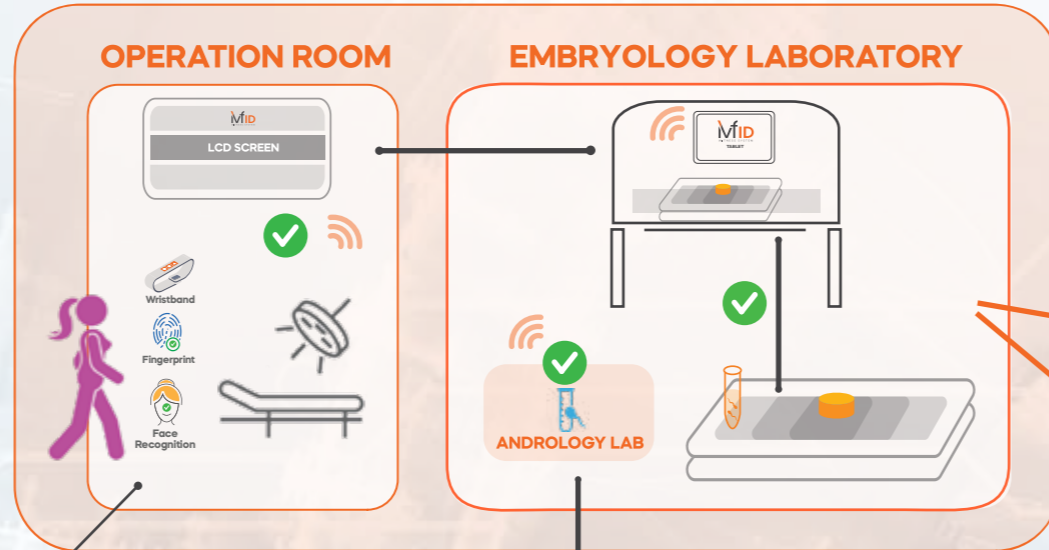 OPERATION ROOM
EMBRYOLOGY LABORATORY
ivfID
LCD SCREEN
Wristband
Fingerprint
Face
Recognition
ivfID
TABLET
ANDROLOGY LAB